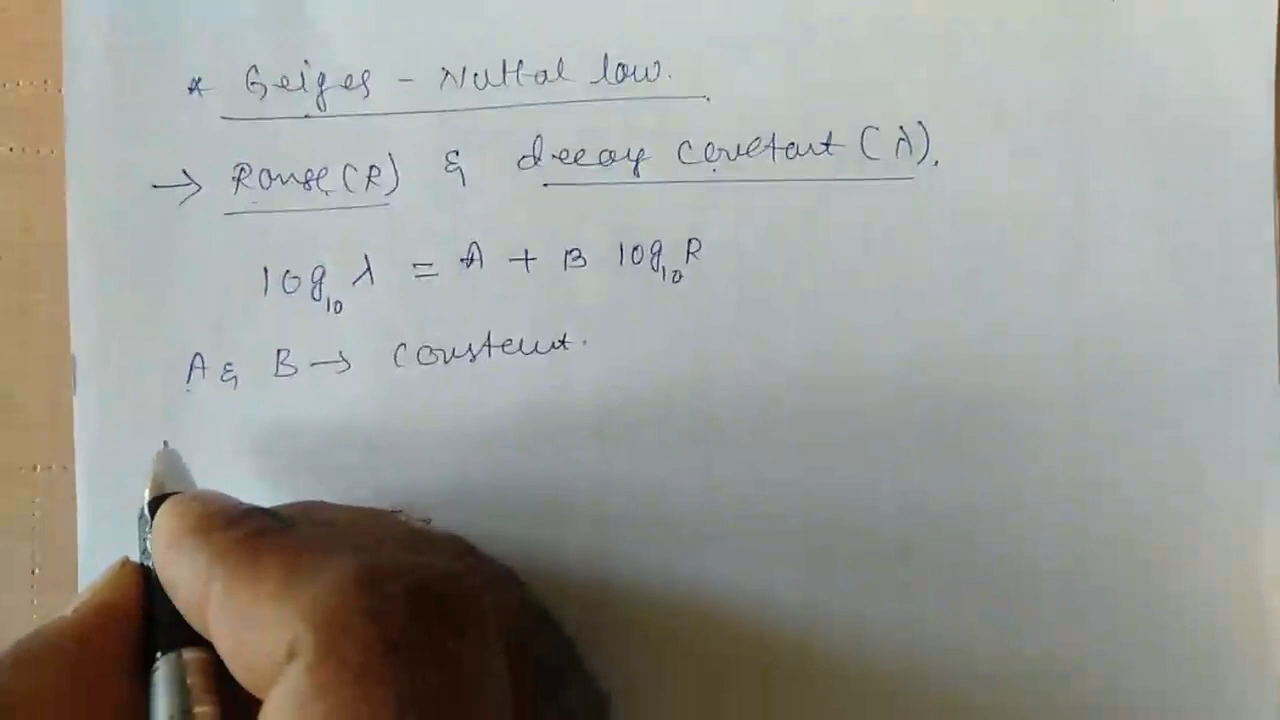 * Geiger - Nuttal law.
→ Range (R) & decay constant (λ).
log₁₀ λ = A + B log₁₀ R
A & B → constant.